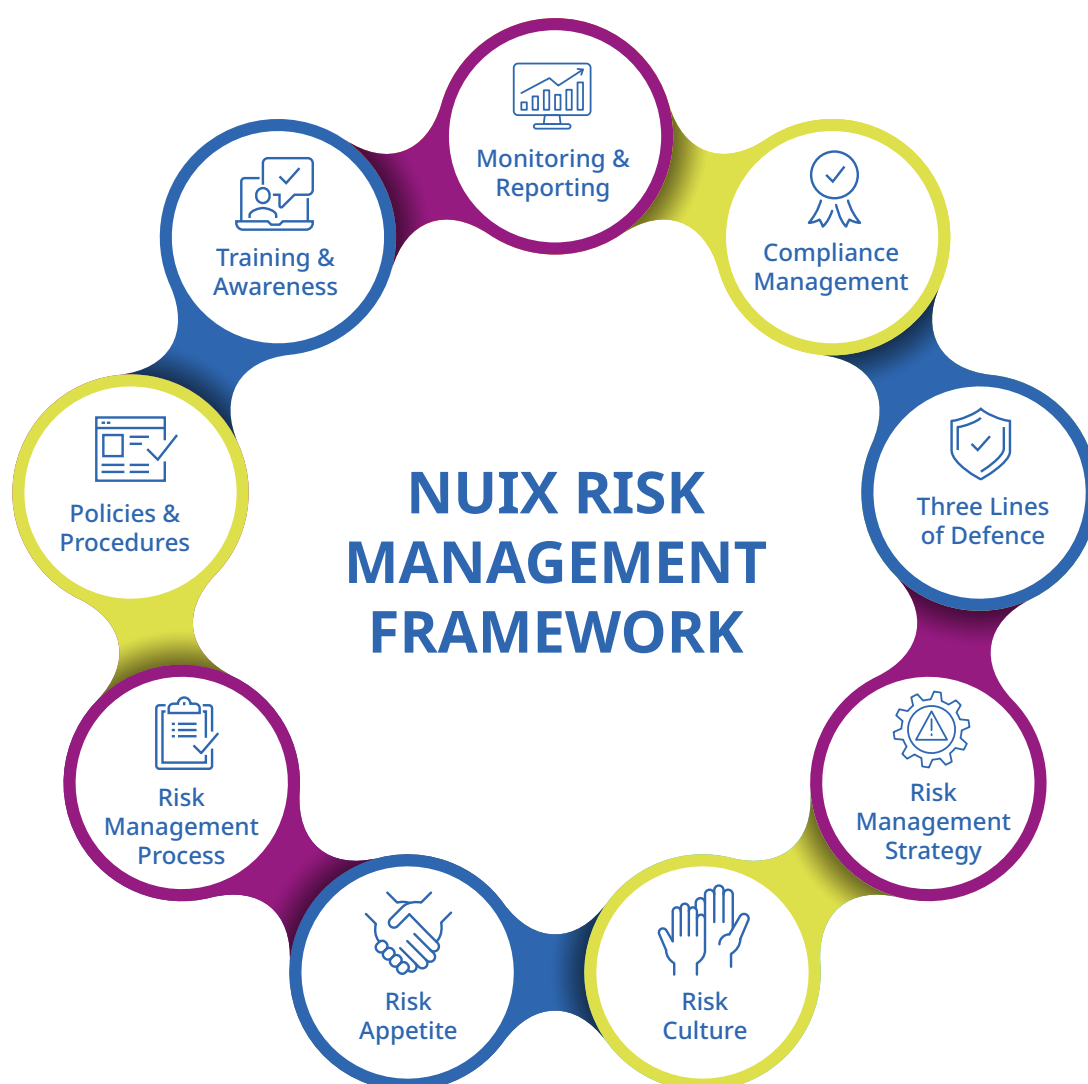 Monitoring &
Reporting
Compliance
Management
Three Lines
of Defence
Risk
Management
Strategy
Risk
Culture
Risk
Appetite
Risk
Management
Process
Policies &
Procedures
Training &
Awareness
NUIX RISK
MANAGEMENT
FRAMEWORK